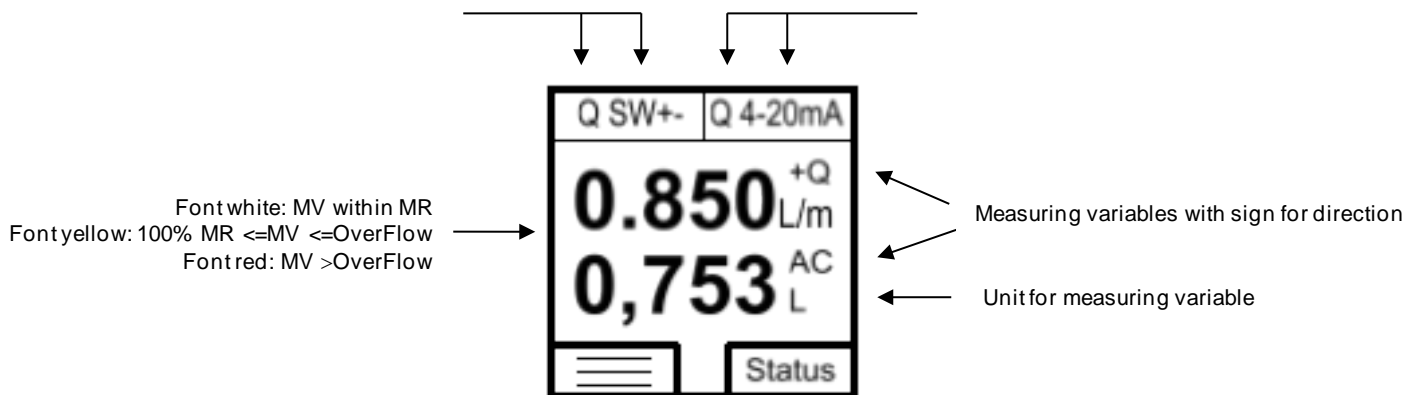 Q SW+- Q 4-20mA
0.850 +Q L/m
0,753 AC L
Status
Font white: MV within MR
Font yellow: 100% MR <=MV <=OverFlow
Font red: MV >OverFlow
Measuring variables with sign for direction
Unit for measuring variable